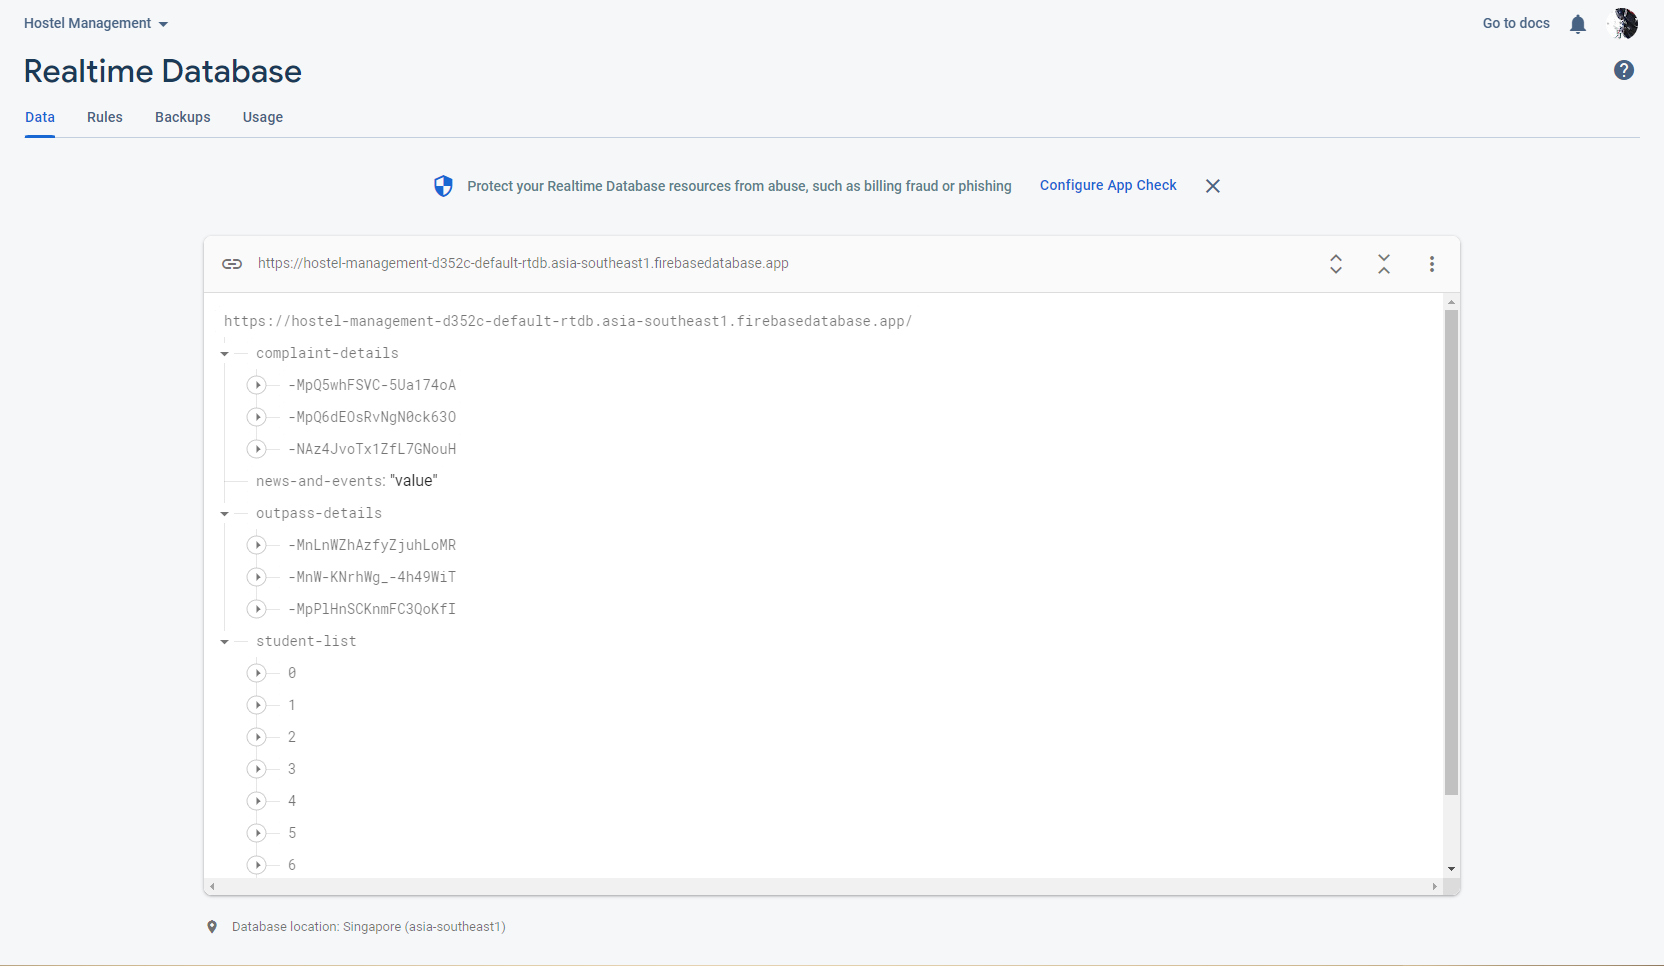 Hostel Management
Go to docs
Realtime Database
Data Rules Backups Usage
Protect your Realtime Database resources from abuse, such as billing fraud or phishing Configure App Check
https://hostel-management-d352c-default-rtdb.asia-southeast1.firebasedatabase.app
https://hostel-management-d352c-default-rtdb.asia-southeast1.firebasedatabase.app/
complaint-details
-MpQ5whFSVC-5Ua174oA
-MpQ6dEOsRvNgN0ck63O
-NAz4JvoTx1ZfL7GNouH
news-and-events: "value"
outpass-details
-MnLnWZhAzfyZjuhLoMR
-MnW-KNrhWg_-4h49WiT
-MpPlHnSCKnmFC3QoKfI
student-list
0
1
2
3
4
5
6
Database location: Singapore (asia-southeast1)